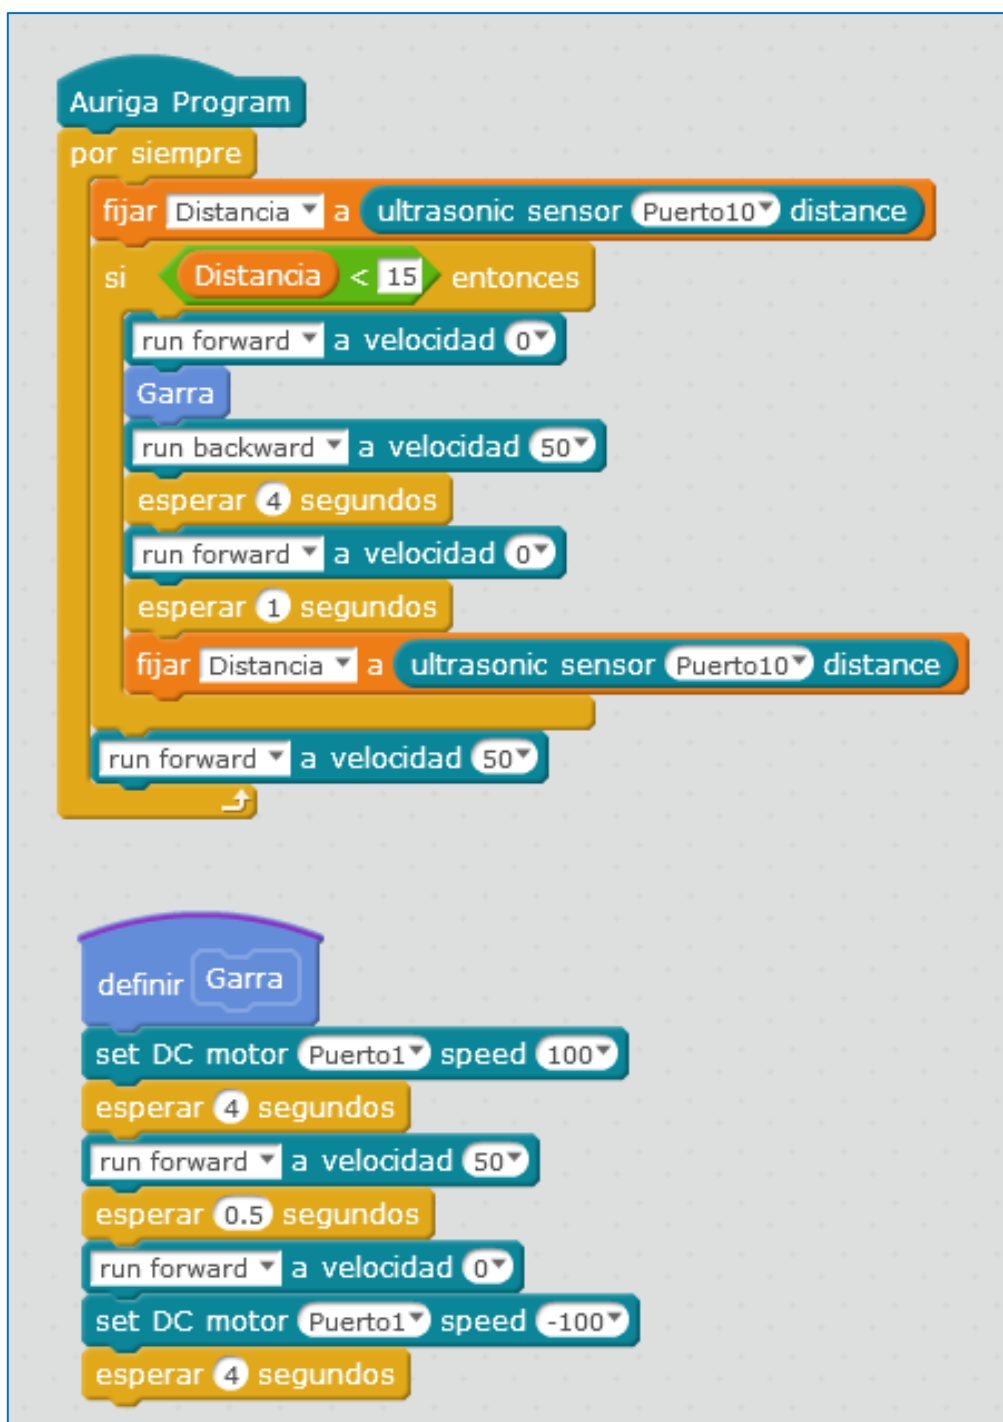 Auriga Program
por siempre
fijar Distancia a ultrasonic sensor Puerto10 distance
si Distancia < 15 entonces
run forward a velocidad 0
Garra
run backward a velocidad 50
esperar 4 segundos
run forward a velocidad 0
esperar 1 segundos
fijar Distancia a ultrasonic sensor Puerto10 distance
run forward a velocidad 50
definir Garra
set DC motor Puerto1 speed 100
esperar 4 segundos
run forward a velocidad 50
esperar 0.5 segundos
run forward a velocidad 0
set DC motor Puerto1 speed -100
esperar 4 segundos